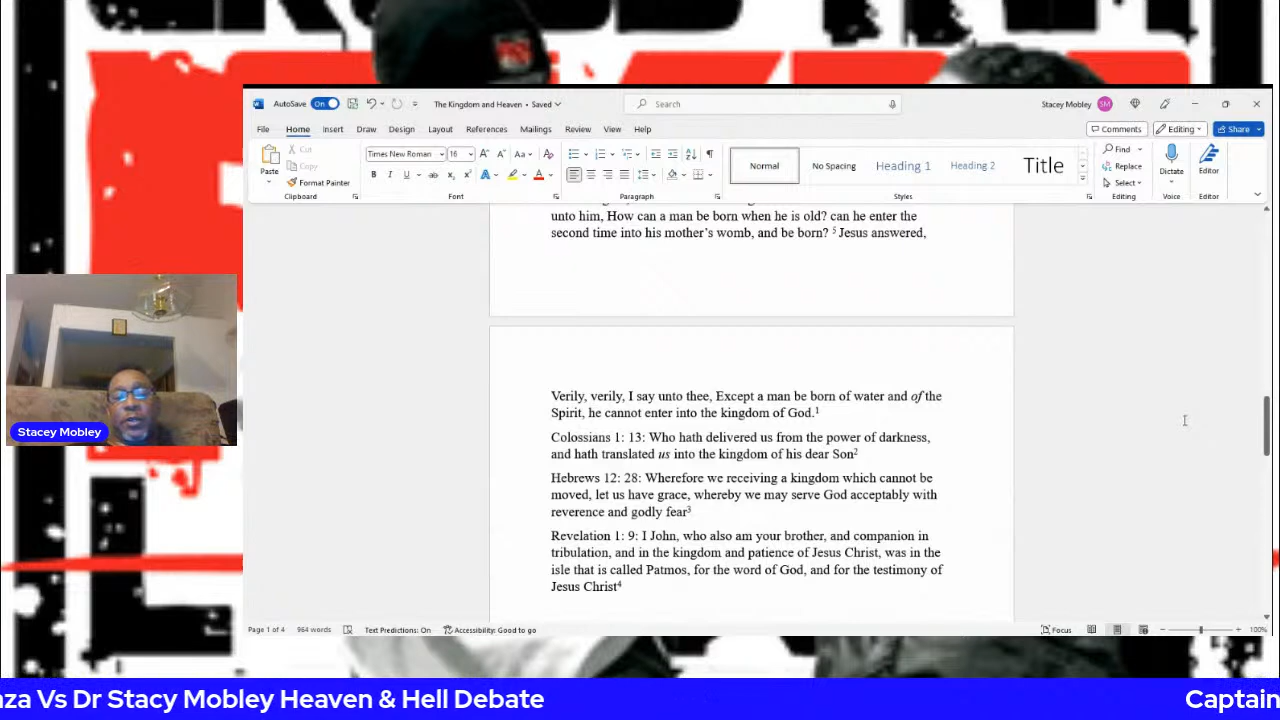 AutoSave On The Kingdom and Heaven • Saved Search Stacey Mobley SM
File Home Insert Draw Design Layout References Mailings Review View Help Comments Editing Share
Paste Cut Copy Format Painter Clipboard
Times New Roman 16 Font
Paragraph
Normal No Spacing Heading 1 Heading 2 Title Styles
Find Replace Select Editing
Dictate Voice
Editor Editor
unto him, How can a man be born when he is old? can he enter the
second time into his mother’s womb, and be born? 5 Jesus answered,
Verily, verily, I say unto thee, Except a man be born of water and of the
Spirit, he cannot enter into the kingdom of God.1
Colossians 1: 13: Who hath delivered us from the power of darkness,
and hath translated us into the kingdom of his dear Son2
Hebrews 12: 28: Wherefore we receiving a kingdom which cannot be
moved, let us have grace, whereby we may serve God acceptably with
reverence and godly fear3
Revelation 1: 9: I John, who also am your brother, and companion in
tribulation, and in the kingdom and patience of Jesus Christ, was in the
isle that is called Patmos, for the word of God, and for the testimony of
Jesus Christ4
Stacey Mobley
Page 1 of 4 964 words Text Predictions: On Accessibility: Good to go Focus 100%
aza Vs Dr Stacy Mobley Heaven & Hell Debate Captain